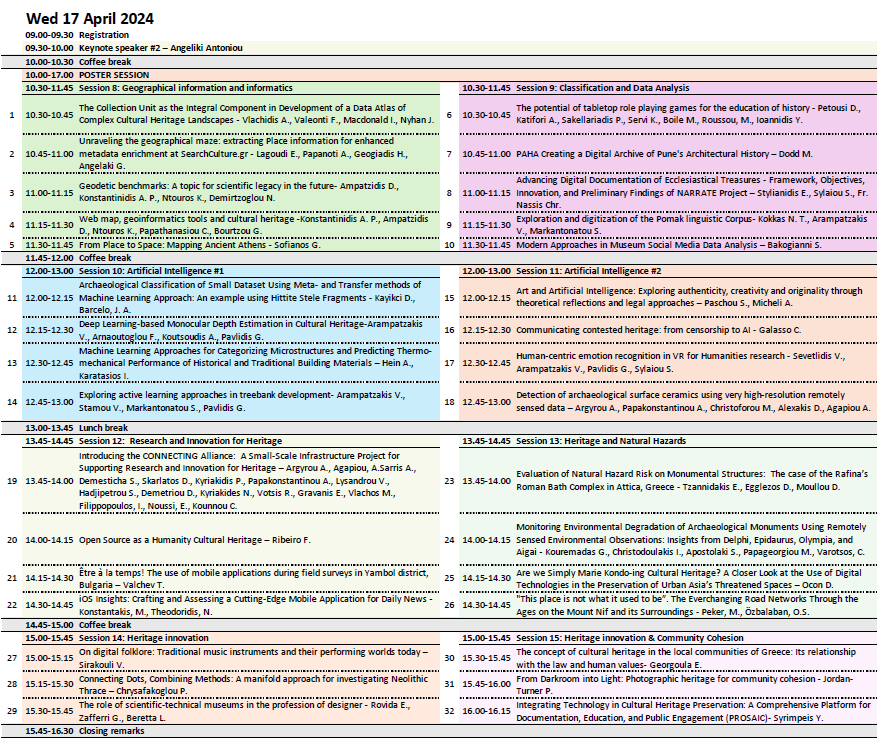 Wed 17 April 2024
09.00-09.30 Registration
09.30-10.00 Keynote speaker #2 – Angeliki Antoniou
10.00-10.30 Coffee break
10.00-17.00 POSTER SESSION
10.30-11.45 Session 8: Geographical information and informatics
1 10.30-10.45 The Collection Unit as the Integral Component in Development of a Data Atlas of
Complex Cultural Heritage Landscapes - Vlachidis A., Valeonti F., Macdonald I., Nyhan J.
2 10.45-11.00 Unraveling the geographical maze: extracting Place information for enhanced
metadata enrichment at SearchCulture.gr - Lagoudi E., Papanoti A., Geogiadis H.,
Angelaki G.
3 11.00-11.15 Geodetic benchmarks: A topic for scientific legacy in the future- Ampatzidis D.,
Konstantinidis A. P., Ntouros K., Demirtzoglou N.
4 11.15-11.30 Web map, geoinformatics tools and cultural heritage -Konstantinidis A. P., Ampatzidis
D., Ntouros K., Papathanasiou C., Bourtzou G.
5 11.30-11.45 From Place to Space: Mapping Ancient Athens - Sofianos G.
10.30-11.45 Session 9: Classification and Data Analysis
6 10.30-10.45 The potential of tabletop role playing games for the education of history - Petousi D.,
Katifori A., Sakellariadis P., Servi K., Boile M., Roussou, M., Ioannidis Y.
7 10.45-11.00 PAHA Creating a Digital Archive of Pune's Architectural History – Dodd M.
8 11.00-11.15 Advancing Digital Documentation of Ecclesiastical Treasures - Framework, Objectives,
Innovation, and Preliminary Findings of NARRATE Project – Stylianidis E., Sylaiou S., Fr.
Nassis Chr.
9 11.15-11.30 Exploration and digitization of the Pomak linguistic Corpus- Kokkas N. T., Arampatzakis
V., Markantonatou S.
10 11.30-11.45 Modern Approaches in Museum Social Media Data Analysis – Bakogianni S.
11.45-12.00 Coffee break
12.00-13.00 Session 10: Artificial Intelligence #1
11 12.00-12.15 Archaeological Classification of Small Dataset Using Meta- and Transfer methods of
Machine Learning Approach: An example using Hittite Stele Fragments - Kayikci D.,
Barcelo, J. A.
12 12.15-12.30 Deep Learning-based Monocular Depth Estimation in Cultural Heritage-Arampatzakis
V., Arnaoutoglou F., Koutsoudis A., Pavlidis G.
13 12.30-12.45 Machine Learning Approaches for Categorizing Microstructures and Predicting Thermo-
mechanical Performance of Historical and Traditional Building Materials – Hein A.,
Karatasios I.
14 12.45-13.00 Exploring active learning approaches in treebank development- Arampatzakis V.,
Stamou V., Markantonatou S., Pavlidis G.
12.00-13.00 Session 11: Artificial Intelligence #2
15 12.00-12.15 Art and Artificial Intelligence: Exploring authenticity, creativity and originality through
theoretical reflections and legal approaches – Paschou S., Micheli A.
16 12.15-12.30 Communicating contested heritage: from censorship to AI - Galasso C.
17 12.30-12.45 Human-centric emotion recognition in VR for Humanities research - Sevetlidis V.,
Arampatzakis V., Pavlidis G., Sylaiou S.
18 12.45-13.00 Detection of archaeological surface ceramics using very high-resolution remotely
sensed data – Argyrou A., Papakonstantinou A., Christoforou M., Alexakis D., Agapiou A.
13.00-13.45 Lunch break
13.45-14.45 Session 12: Research and Innovation for Heritage
19 13.45-14.00 Introducing the CONNECTING Alliance: A Small-Scale Infrastructure Project for
Supporting Research and Innovation for Heritage – Argyrou A., Agapiou, A.Sarris A.,
Demesticha S., Skarlatos D., Kyriakidis P., Papakonstantinou A., Lysandrou V.,
Hadjipetrou S., Demetriou D., Kyriakides N., Votsis R., Gravanis E., Vlachos M.,
Filippopoulos, I., Noussi, E., Kounnou C.
20 14.00-14.15 Open Source as a Humanity Cultural Heritage – Ribeiro F.
21 14.15-14.30 Être à la temps! The use of mobile applications during field surveys in Yambol district,
Bulgaria – Valchev T.
22 14.30-14.45 iOS Insights: Crafting and Assessing a Cutting-Edge Mobile Application for Daily News -
Konstantakis, M., Theodoridis, N.
13.45-14.45 Session 13: Heritage and Natural Hazards
23 13.45-14.00 Evaluation of Natural Hazard Risk on Monumental Structures: The case of the Rafina's
Roman Bath Complex in Attica, Greece - Tzannidakis E., Egglezos D., Moullou D.
24 14.00-14.15 Monitoring Environmental Degradation of Archaeological Monuments Using Remotely
Sensed Environmental Observations: Insights from Delphi, Epidaurus, Olympia, and
Aigai - Kouremadas G., Christodoulakis I., Apostolaki S., Papageorgiou M., Varotsos, C.
25 14.15-14.30 Are we Simply Marie Kondo-ing Cultural Heritage? A Closer Look at the Use of Digital
Technologies in the Preservation of Urban Asia's Threatened Spaces – Ocon D.
26 14.30-14.45 "This place is not what it used to be". The Everchanging Road Networks Through the
Ages on the Mount Nif and its Surroundings - Peker, M., Özbalaban, O.S.
14.45-15.00 Coffee break
15.00-15.45 Session 14: Heritage innovation
27 15.00-15.15 On digital folklore: Traditional music instruments and their performing worlds today –
Sirakouli V.
28 15.15-15.30 Connecting Dots, Combining Methods: A manifold approach for investigating Neolithic
Thrace – Chrysafakoglou P.
29 15.30-15.45 The role of scientific-technical museums in the profession of designer - Rovida E.,
Zafferri G., Beretta L.
15.00-15.45 Session 15: Heritage innovation & Community Cohesion
30 15.30-15.45 The concept of cultural heritage in the local communities of Greece: Its relationship
with the law and human values- Georgoula E.
31 15.45-16.00 From Darkroom into Light: Photographic heritage for community cohesion - Jordan-
Turner P.
32 16.00-16.15 Integrating Technology in Cultural Heritage Preservation: A Comprehensive Platform for
Documentation, Education, and Public Engagement (PROSAIC)- Syrimpeis Y.
15.45-16.30 Closing remarks